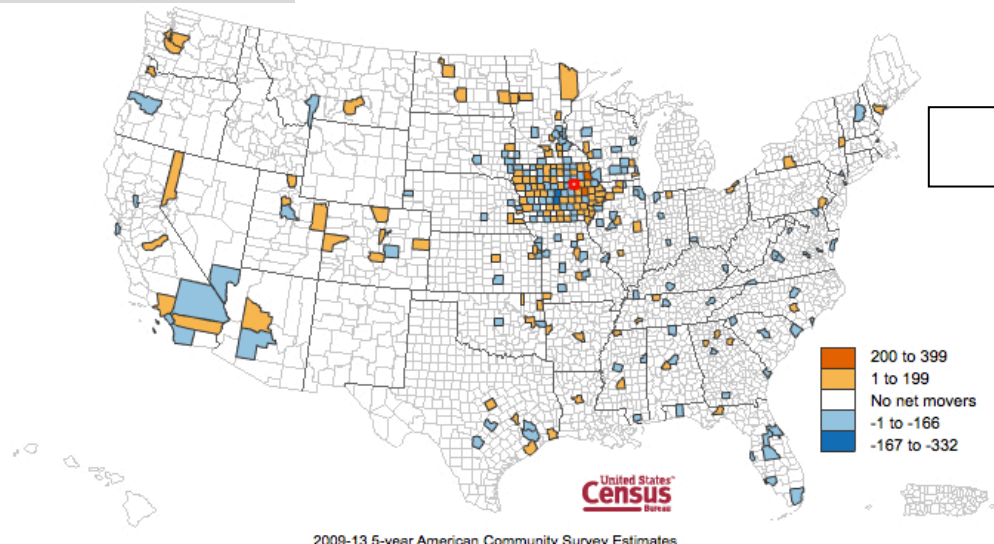 200 to 399
1 to 199
No net movers
-1 to -166
-167 to -332
United States™
Census
Bureau
2009-13 5-year American Community Survey Estimates